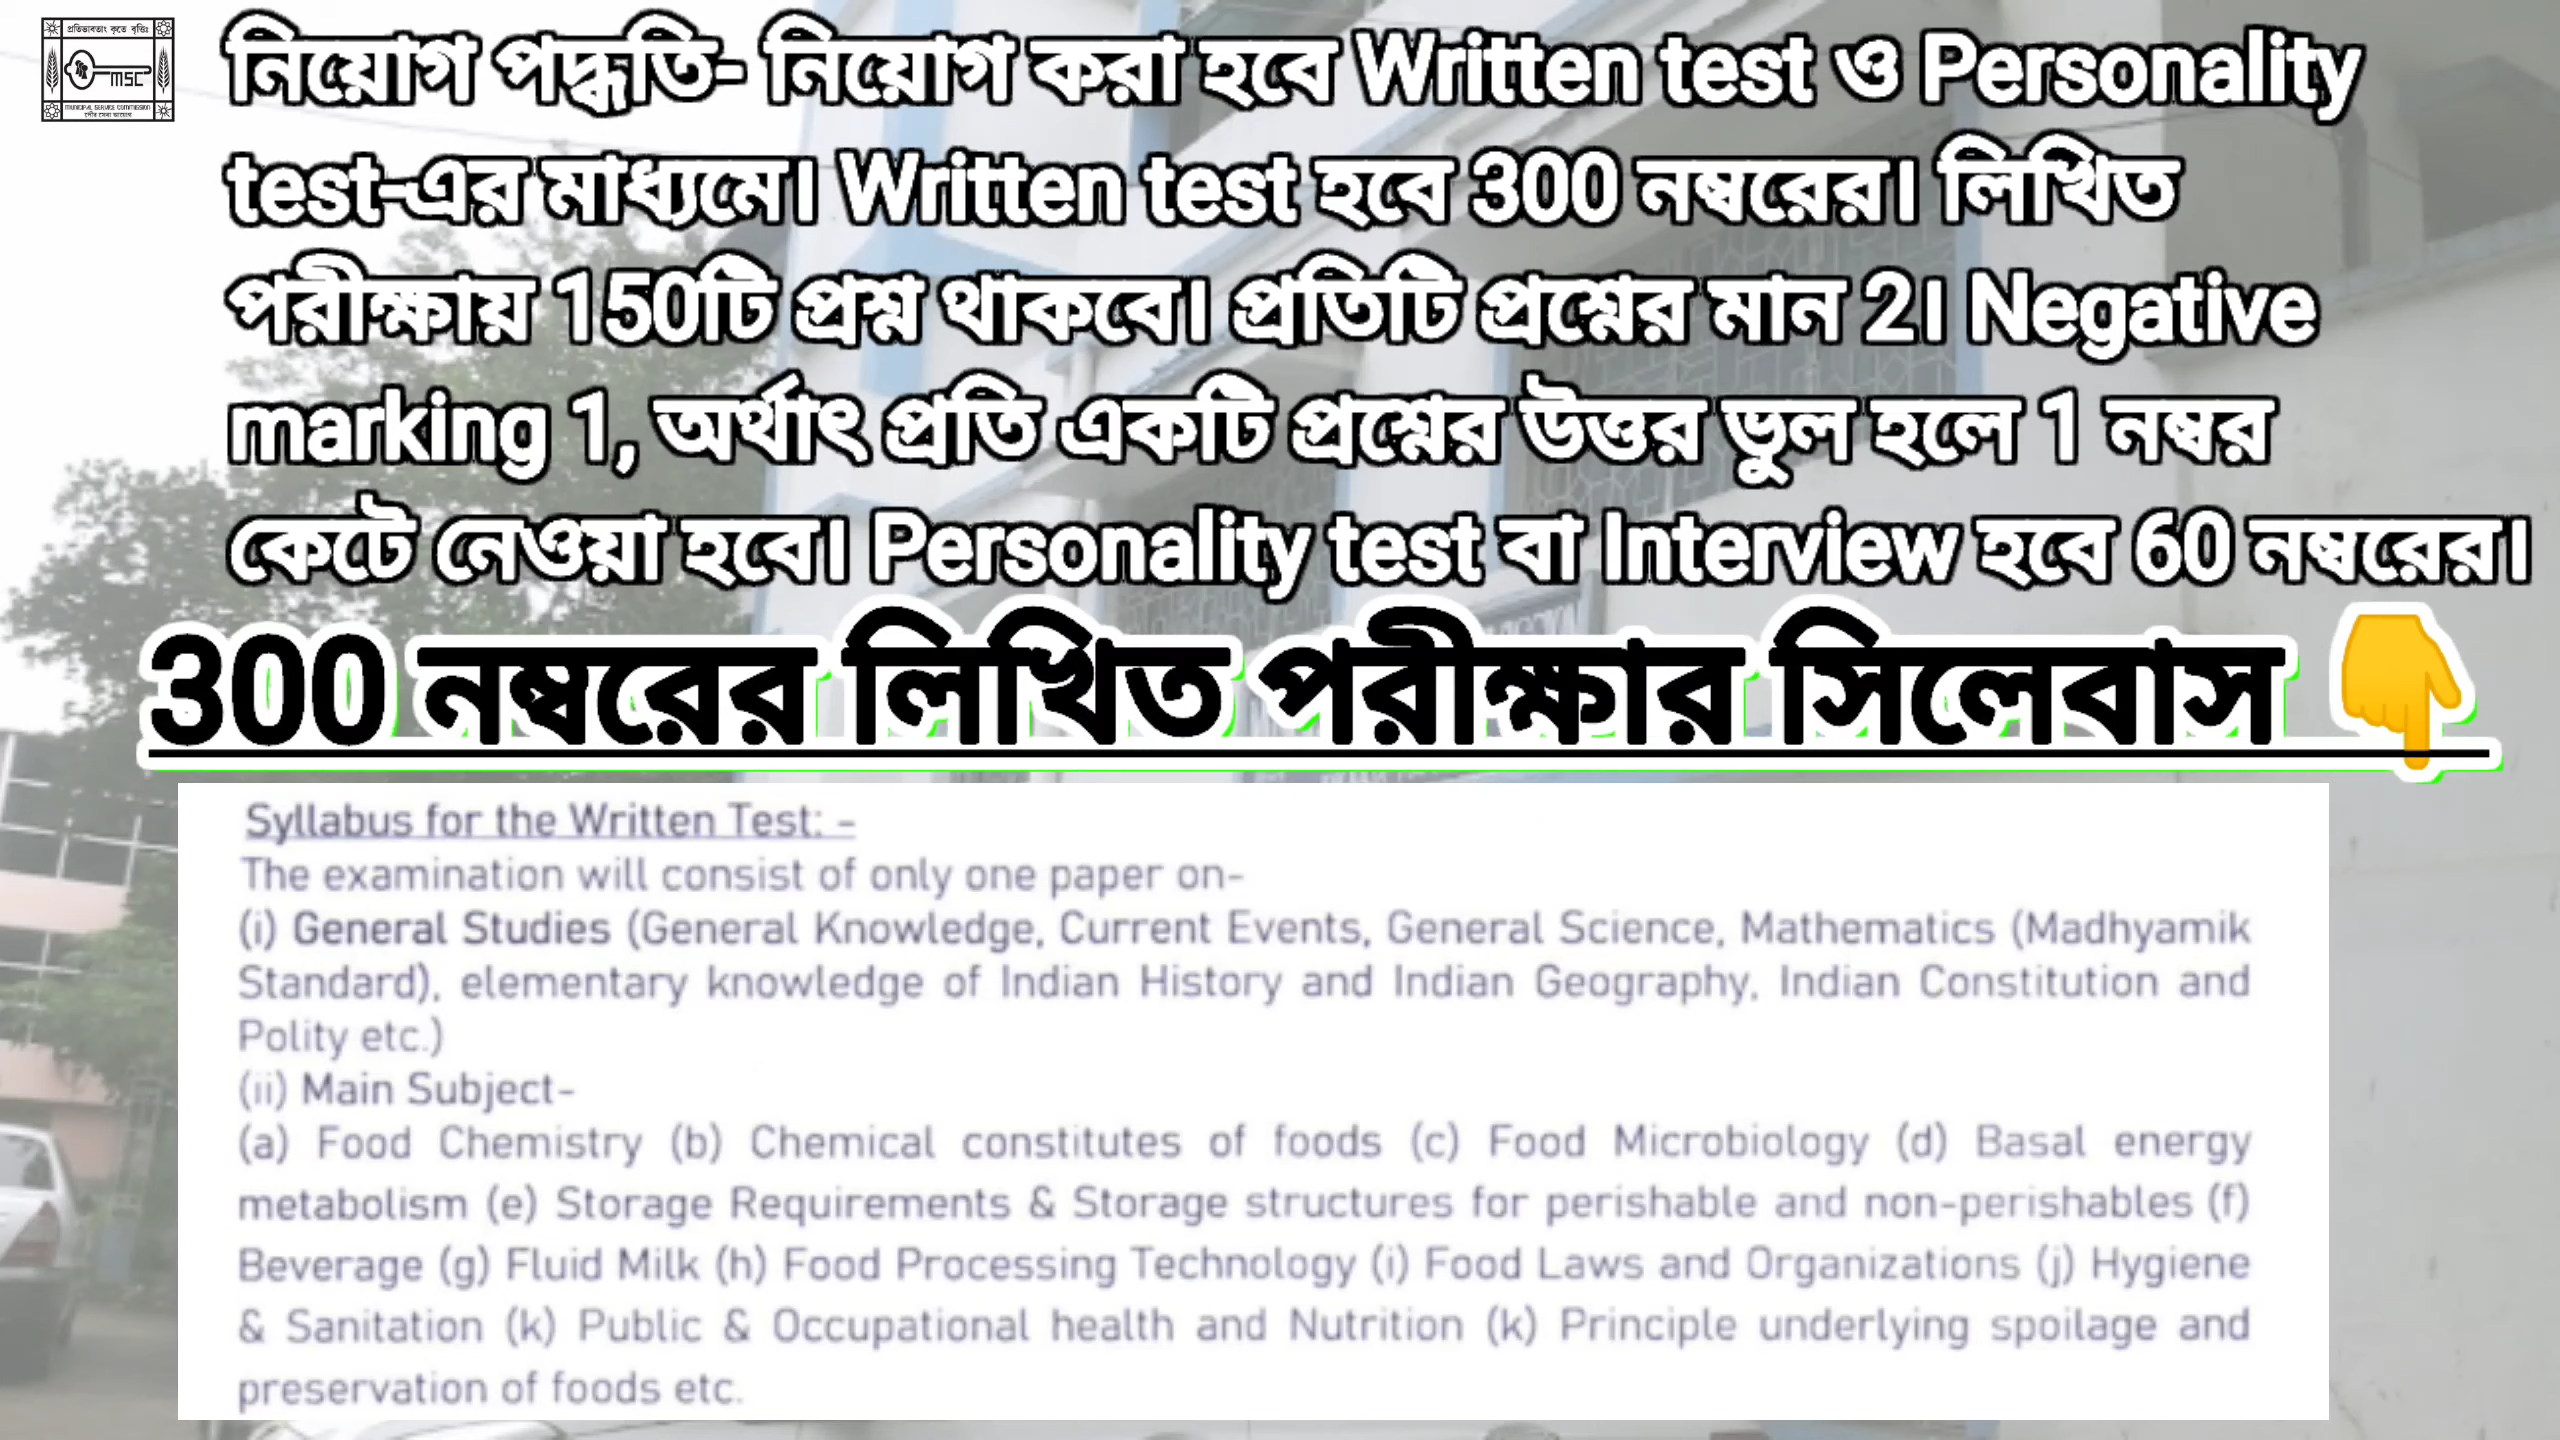 প্রতিভাবতাং কৃতে বৃত্তিঃ
MSC
MUNICIPAL SERVICE COMMISSION
পৌর সেবা আয়োগ
নিয়োগ পদ্ধতি- নিয়োগ করা হবে Written test ও Personality
test-এর মাধ্যমে। Written test হবে 300 নম্বরের। লিখিত
পরীক্ষায় 150টি প্রশ্ন থাকবে। প্রতিটি প্রশ্নের মান 2। Negative
marking 1, অর্থাৎ প্রতি একটি প্রশ্নের উত্তর ভুল হলে 1 নম্বর
কেটে নেওয়া হবে। Personality test বা Interview হবে 60 নম্বরের।
300 নম্বরের লিখিত পরীক্ষার সিলেবাস 👇
Syllabus for the Written Test: -
The examination will consist of only one paper on-
(i) General Studies (General Knowledge, Current Events, General Science, Mathematics (Madhyamik
Standard), elementary knowledge of Indian History and Indian Geography, Indian Constitution and
Polity etc.)
(ii) Main Subject-
(a) Food Chemistry (b) Chemical constitutes of foods (c) Food Microbiology (d) Basal energy
metabolism (e) Storage Requirements & Storage structures for perishable and non-perishables (f)
Beverage (g) Fluid Milk (h) Food Processing Technology (i) Food Laws and Organizations (j) Hygiene
& Sanitation (k) Public & Occupational health and Nutrition (k) Principle underlying spoilage and
preservation of foods etc.